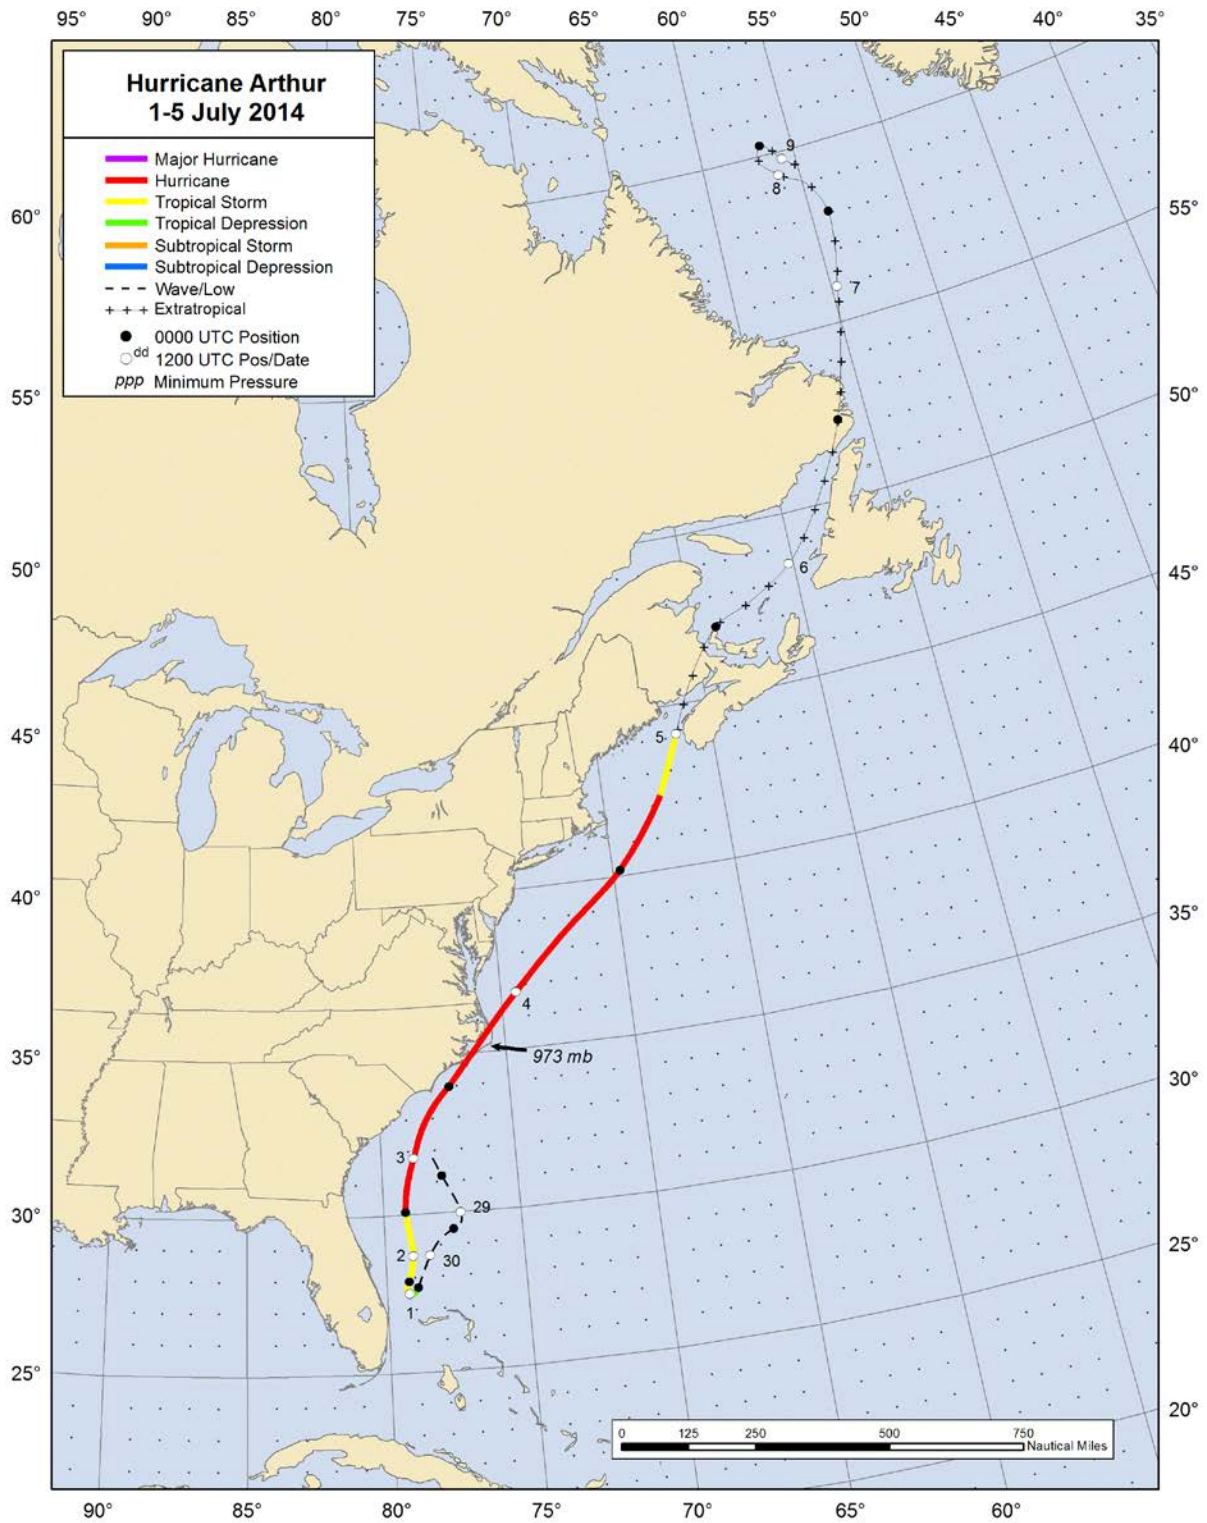 95° 90° 85° 80° 75° 70° 65° 60° 55° 50° 45° 40° 35°
Hurricane Arthur
1-5 July 2014
Major Hurricane
Hurricane
Tropical Storm
Tropical Depression
Subtropical Storm
Subtropical Depression
Wave/Low
Extratropical
0000 UTC Position
dd 1200 UTC Pos/Date
ppp Minimum Pressure
9
8
60°
55°
7
55°
50°
50°
6
45°
45°
5
40°
40°
35°
4
35°
973 mb
30°
3
29
30°
2
30
25°
1
25°
20°
0 125 250 500 750
Nautical Miles
90° 85° 80° 75° 70° 65° 60°